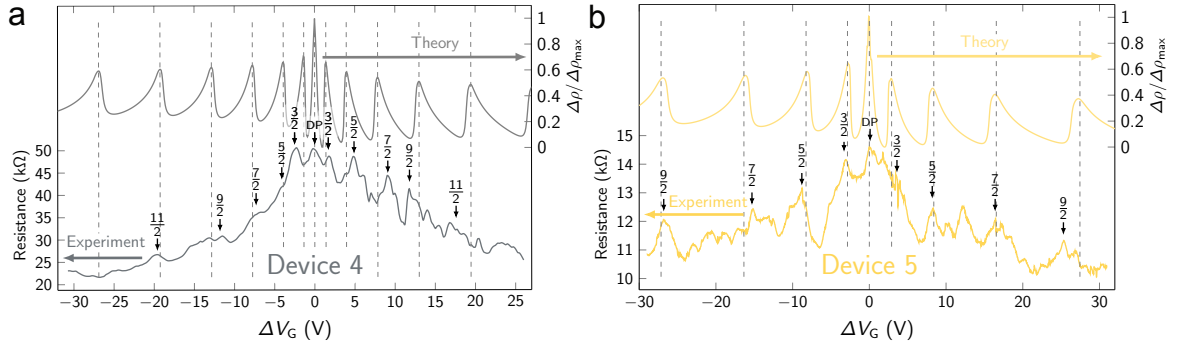 a
Theory
Resistance (kΩ)
50
45
40
35
30
25
20
11/2
9/2
7/2
5/2
3/2
DP
3/2
5/2
7/2
9/2
11/2
Experiment
Device 4
1
0.8
0.6
0.4
0.2
0
Δρ/Δρmax
−30 −25 −20 −15 −10 −5 0 5 10 15 20 25
ΔVG (V)
b
Theory
Resistance (kΩ)
15
14
13
12
11
10
9/2
7/2
5/2
3/2
DP
3/2
5/2
7/2
9/2
Experiment
Device 5
1
0.8
0.6
0.4
0.2
0
Δρ/Δρmax
−30 −20 −10 0 10 20 30
ΔVG (V)